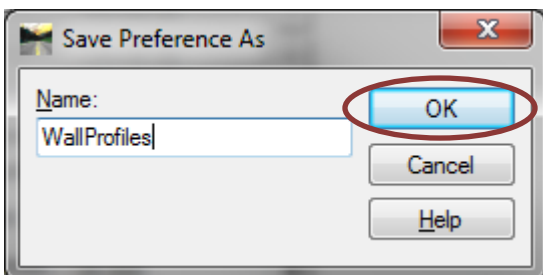 Save Preference As
Name:
WallProfiles
OK
Cancel
Help